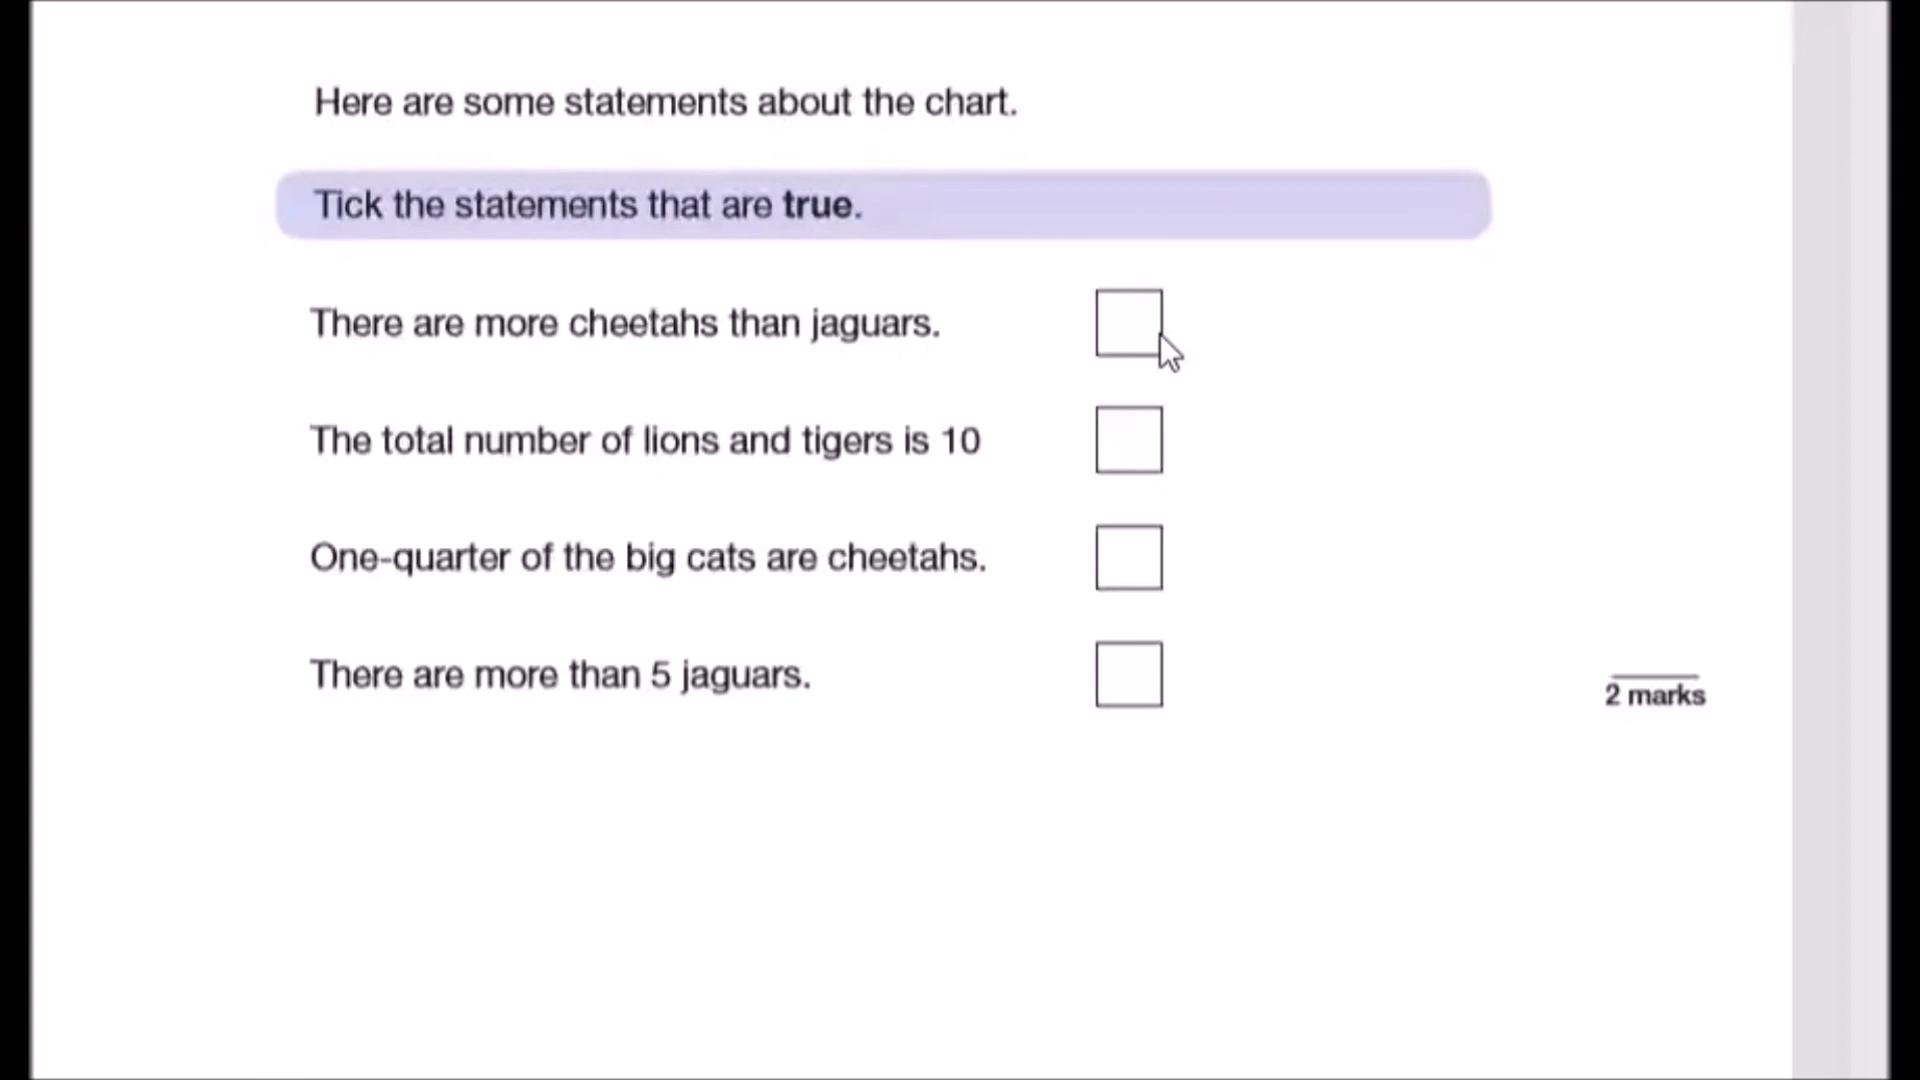 Here are some statements about the chart.
Tick the statements that are true.
There are more cheetahs than jaguars.
The total number of lions and tigers is 10
One-quarter of the big cats are cheetahs.
There are more than 5 jaguars.
2 marks